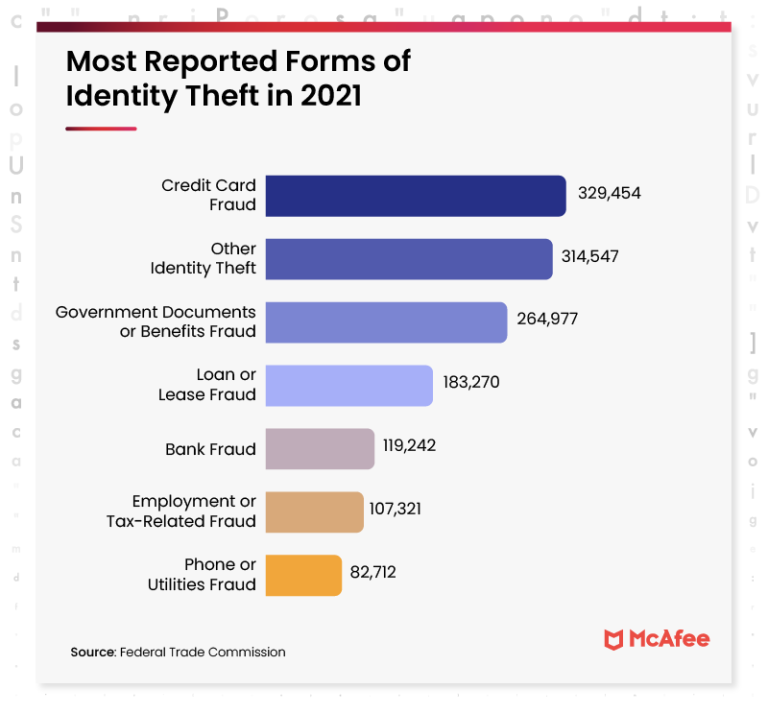 Most Reported Forms of
Identity Theft in 2021
Credit Card
Fraud
329,454
Other
Identity Theft
314,547
Government Documents
or Benefits Fraud
264,977
Loan or
Lease Fraud
183,270
Bank Fraud
119,242
Employment or
Tax-Related Fraud
107,321
Phone or
Utilities Fraud
82,712
Source: Federal Trade Commission
McAfee